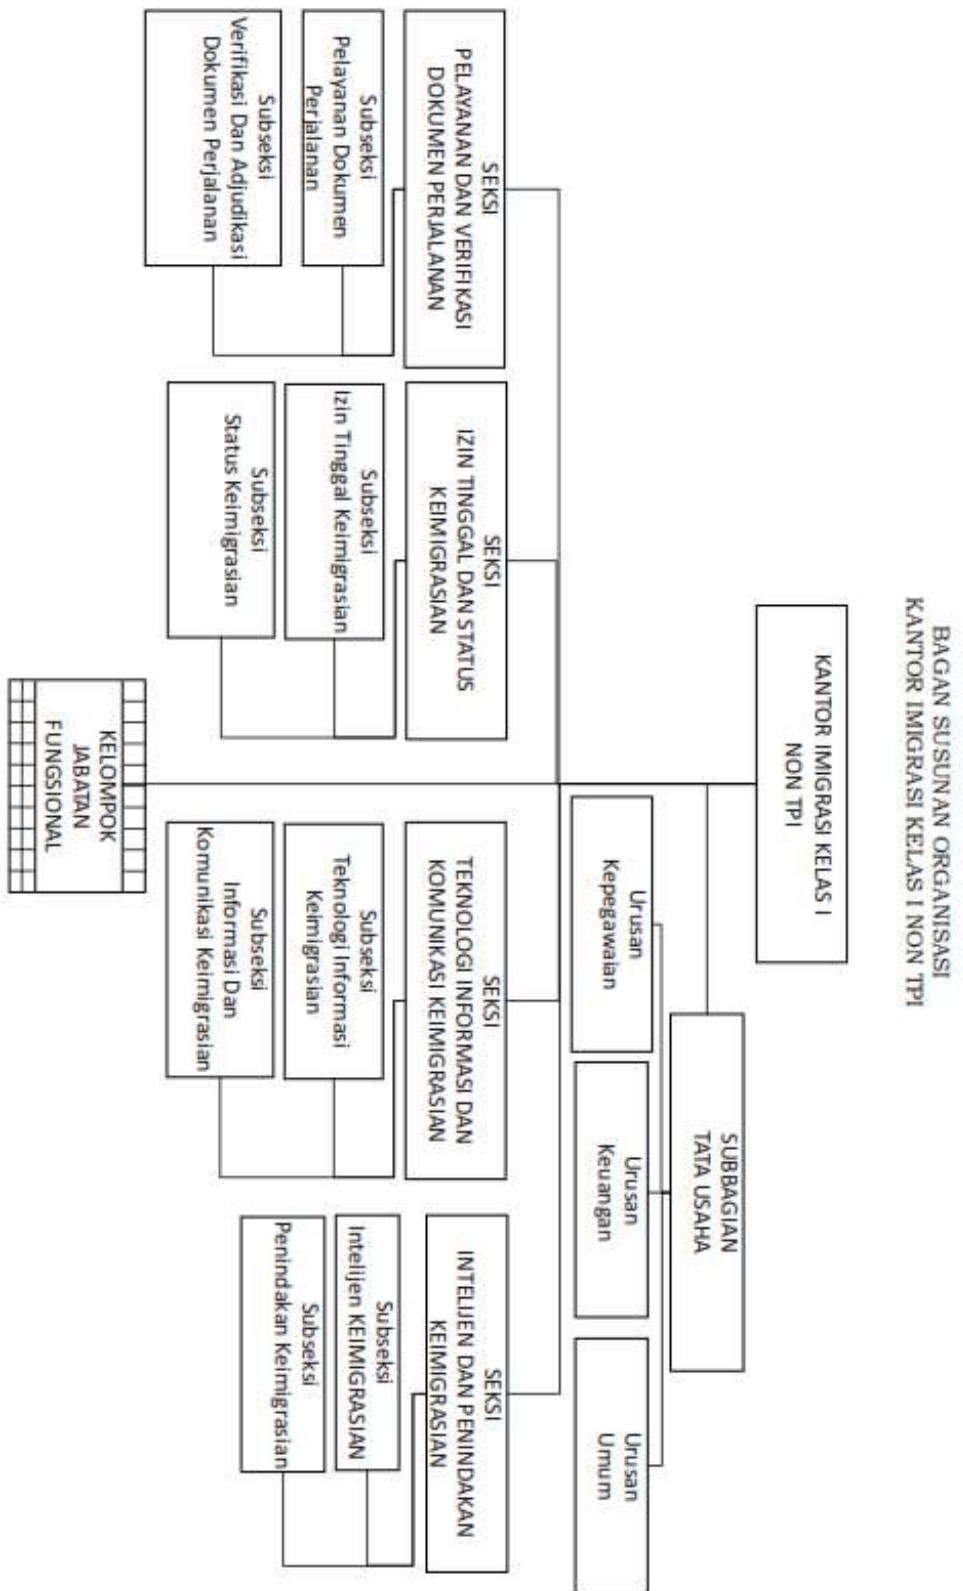 BAGAN SUSUNAN ORGANISASI
KANTOR IMIGRASI KELAS I NON TPI
KANTOR IMIGRASI KELAS I
NON TPI
SUBBAGIAN
TATA USAHA
Urusan
Kepegawaian
Urusan
Keuangan
Urusan
Umum
SEKSI
PELAYANAN DAN VERIFIKASI
DOKUMEN PERJALANAN
Subseksi
Pelayanan Dokumen
Perjalanan
Subseksi
Verifikasi Dan Adjudikasi
Dokumen Perjalanan
SEKSI
IZIN TINGGAL DAN STATUS
KEIMIGRASIAN
Subseksi
Izin Tinggal Keimigrasian
Subseksi
Status Keimigrasian
SEKSI
TEKNOLOGI INFORMASI DAN
KOMUNIKASI KEIMIGRASIAN
Subseksi
Teknologi Informasi
Keimigrasian
Subseksi
Informasi Dan
Komunikasi Keimigrasian
SEKSI
INTELIJEN DAN PENINDAKAN
KEIMIGRASIAN
Subseksi
Intelijen KEIMIGRASIAN
Subseksi
Penindakan Keimigrasian
KELOMPOK
JABATAN
FUNGSIONAL